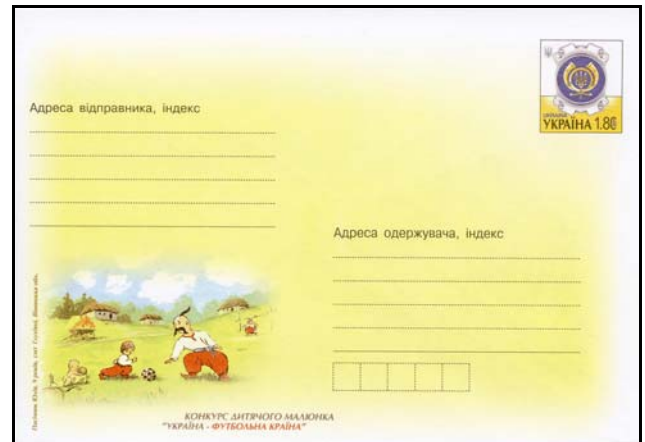 УКРАЇНА 1.80
Адреса відправника, індекс
Адреса одержувача, індекс
КОНКУРС ДИТЯЧОГО МАЛЮНКА
"УКРАЇНА - ФУТБОЛЬНА КРАЇНА"